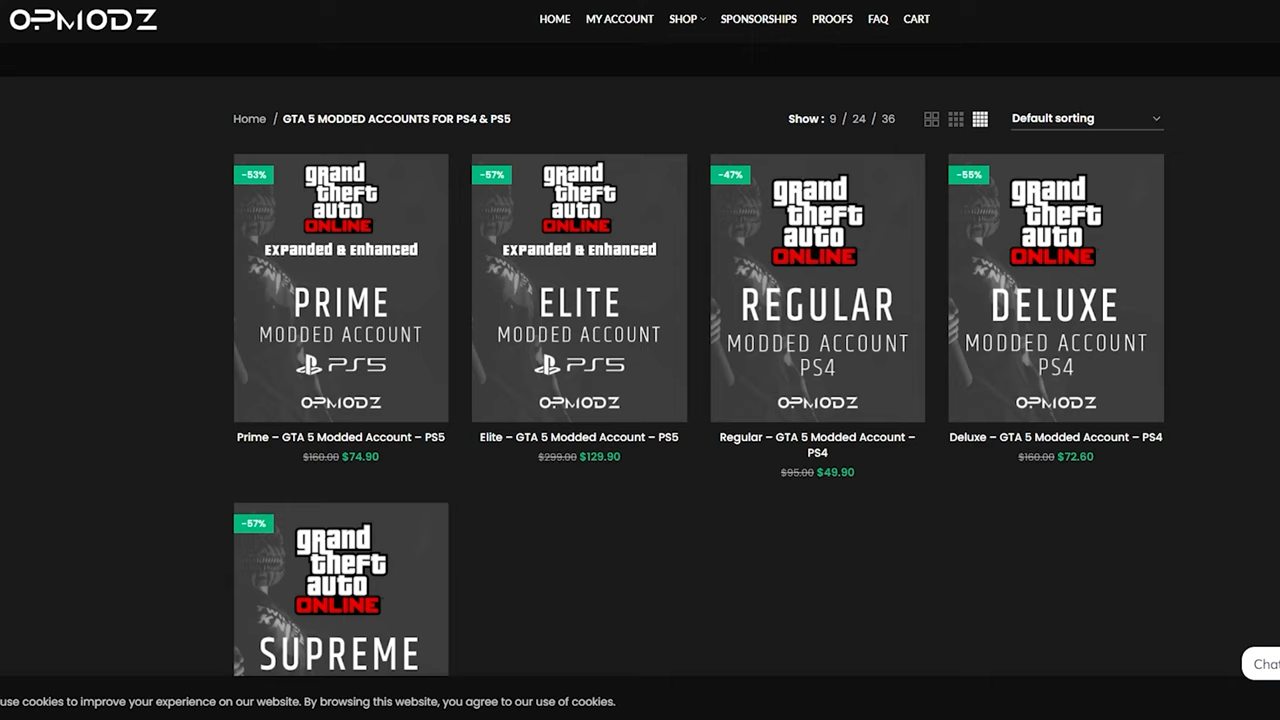 OPMODZ
HOME MY ACCOUNT SHOP SPONSORSHIPS PROOFS FAQ CART
Home / GTA 5 MODDED ACCOUNTS FOR PS4 & PS5
Show : 9 / 24 / 36
Default sorting
-53%
grand
theft
auto
ONLINE
EXPANDED & ENHANCED
PRIME
MODDED ACCOUNT
PS5
OPMODZ
Prime – GTA 5 Modded Account – PS5
$160.00 $74.90
-57%
grand
theft
auto
ONLINE
EXPANDED & ENHANCED
ELITE
MODDED ACCOUNT
PS5
OPMODZ
Elite – GTA 5 Modded Account – PS5
$299.00 $129.90
-47%
grand
theft
auto
ONLINE
REGULAR
MODDED ACCOUNT
PS4
OPMODZ
Regular – GTA 5 Modded Account –
PS4
$95.00 $49.90
-55%
grand
theft
auto
ONLINE
DELUXE
MODDED ACCOUNT
PS4
OPMODZ
Deluxe – GTA 5 Modded Account – PS4
$160.00 $72.60
-57%
grand
theft
auto
ONLINE
SUPREME
Chat
use cookies to improve your experience on our website. By browsing this website, you agree to our use of cookies.